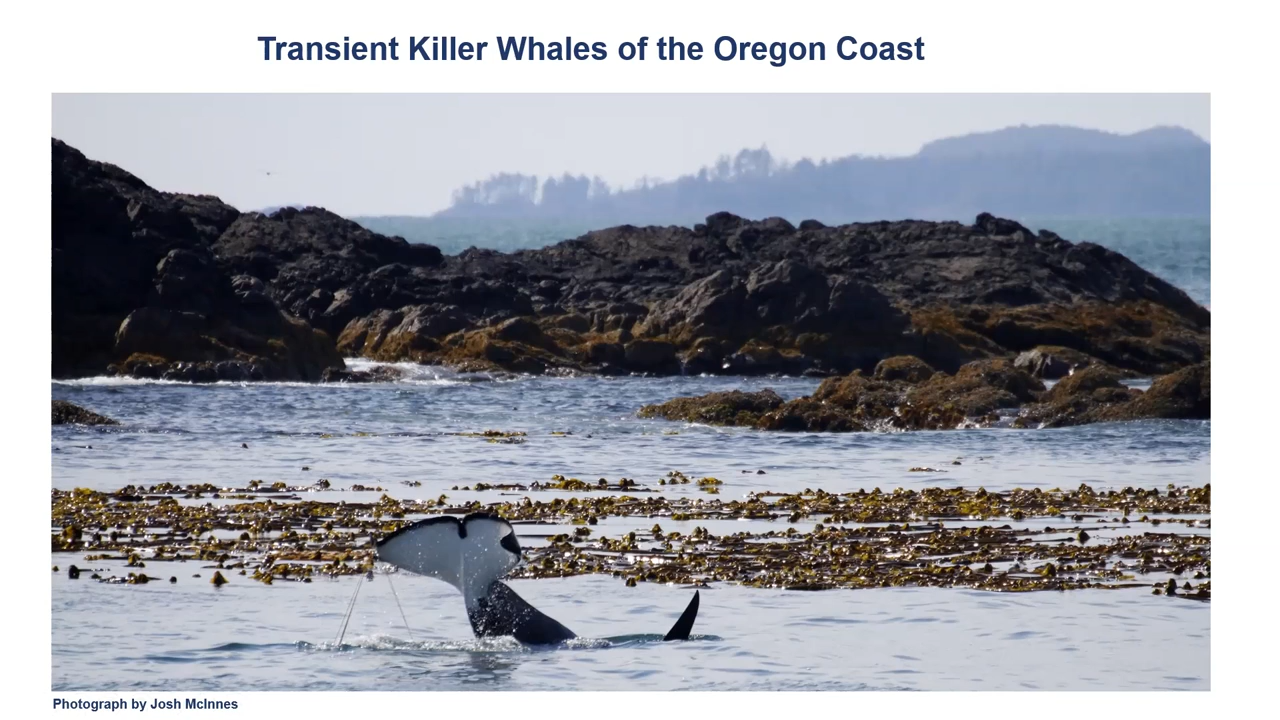 Transient Killer Whales of the Oregon Coast
Photograph by Josh McInnes